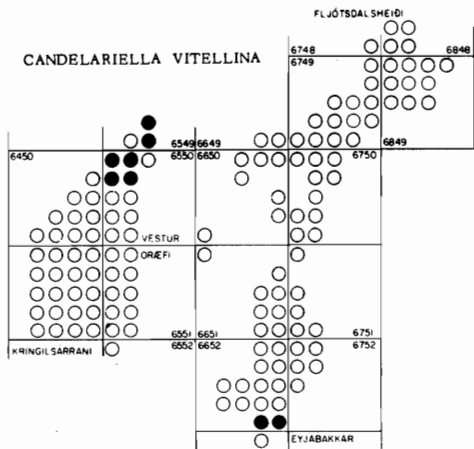 FLJÓTSDALSHEIÐI
CANDELARIELLA VITELLINA
6748 6848
6749
6549 6649 6849
6450 6550 6650 6750
VESTUR
ÖRÆFI
6551 6651 6751
KRINGILSÁRRANI 6552 6652 6752
EYJABAKKAR